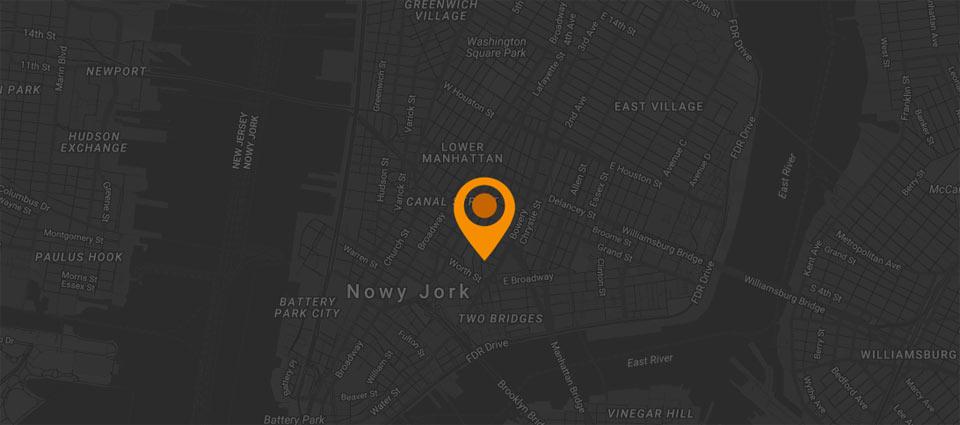 GREENWICH
VILLAGE
5th Ave
Broadway
4th Ave
3rd Ave
E 14th St
20th St
FDR Drive
14th St
11th St
Marin Blvd
NEWPORT
N PARK
Washington
Square Park
Lafayette St
2nd Ave
W Houston St
Greenwich St
Varick St
EAST VILLAGE
HUDSON
EXCHANGE
NEW JERSEY
NOWY JORK
LOWER
MANHATTAN
Hudson St
Varick St
CANAL
Allen St
Essex St
E Houston St
Avenue C
Avenue D
FDR Drive
East River
West St
Franklin St
Banker St
Manhattan Ave
Berry St
McCa
Columbus Dr
Wayne St
Greene St
Montgomery St
PAULUS HOOK
Morris St
Essex St
Warren St
Church St
Broadway
Bowery
Chrystie St
Delancey St
Broome St
Grand St
Williamsburg Bridge
Worth St
E Broadway
Clinton St
FDR Drive
Williamsburg Bridge
Kent Ave
Metropolitan Ave
Grand St
S 4th St
Nowy Jork
BATTERY
PARK CITY
TWO BRIDGES
Fulton St
FDR Drive
Broadway
William St
Battery Pl
Beaver St
Water St
Battery Park
Manhattan Bridge
Brooklyn Br
East River
VINEGAR HILL
Berry St
WILLIAMSBURG
Bedford Ave
Wythe Ave
Marcy Ave
Lee A